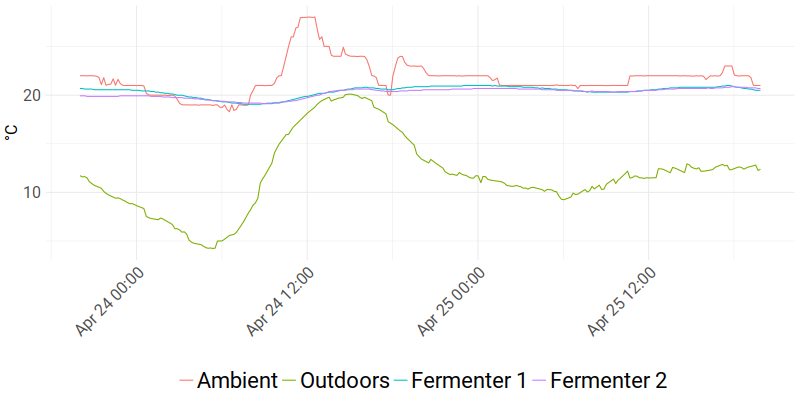 20
°C
10
Apr 24 00:00
Apr 24 12:00
Apr 25 00:00
Apr 25 12:00
Ambient Outdoors Fermenter 1 Fermenter 2